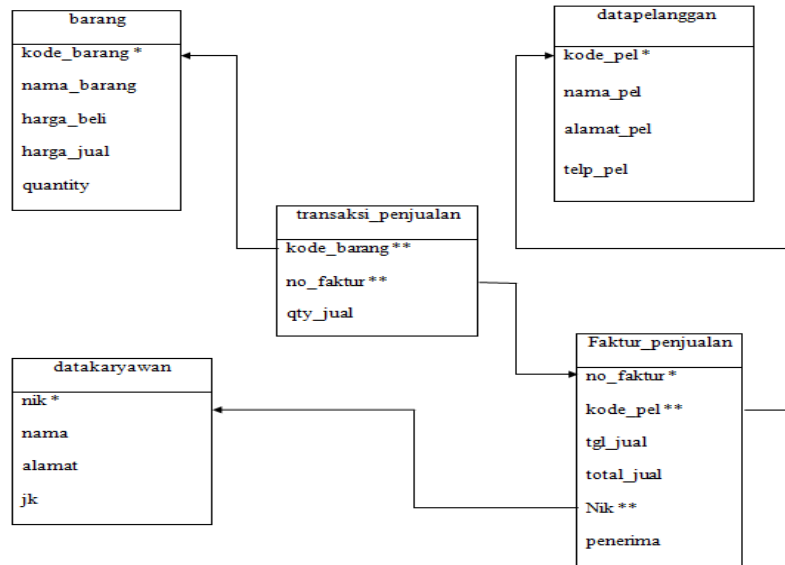 barang
kode_barang *
nama_barang
harga_beli
harga_jual
quantity
datapelanggan
kode_pel *
nama_pel
alamat_pel
telp_pel
transaksi_penjualan
kode_barang **
no_faktur **
qty_jual
datakaryawan
nik *
nama
alamat
jk
Faktur_penjualan
no_faktur *
kode_pel **
tgl_jual
total_jual
Nik **
penerima